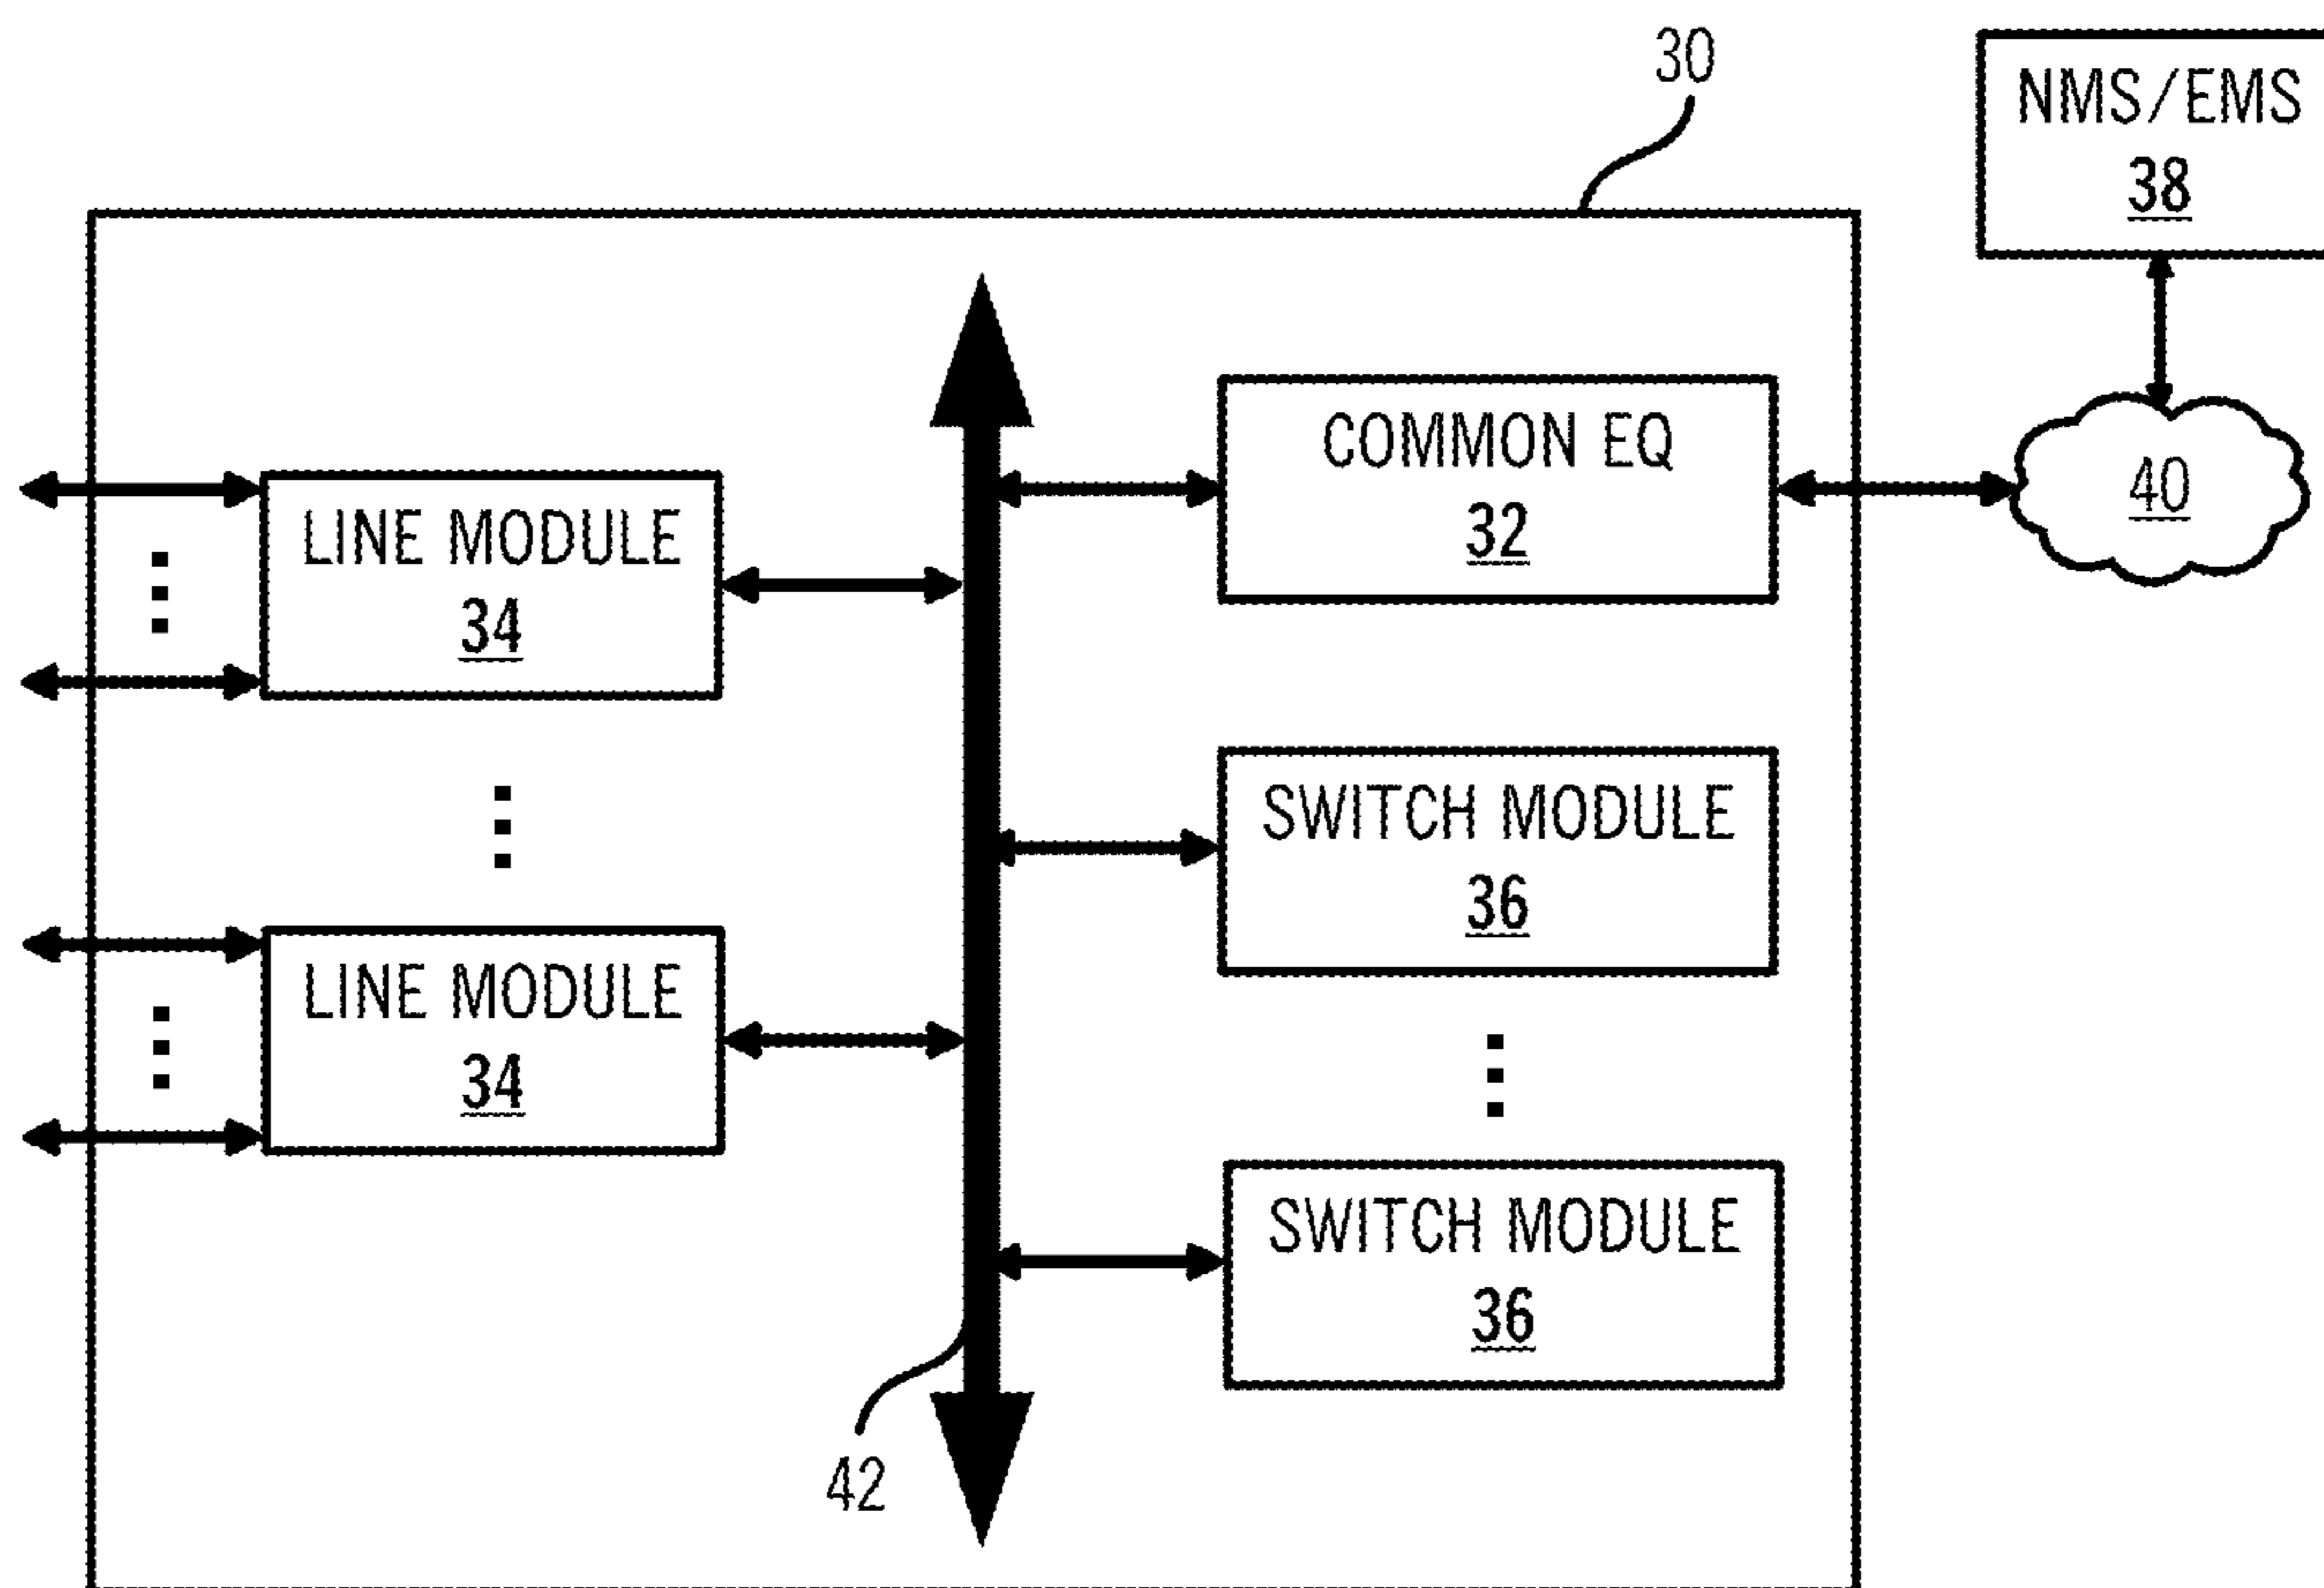 30
NMS/EMS
38
COMMON EQ
32
40
LINE MODULE
34
SWITCH MODULE
36
LINE MODULE
34
SWITCH MODULE
36
42